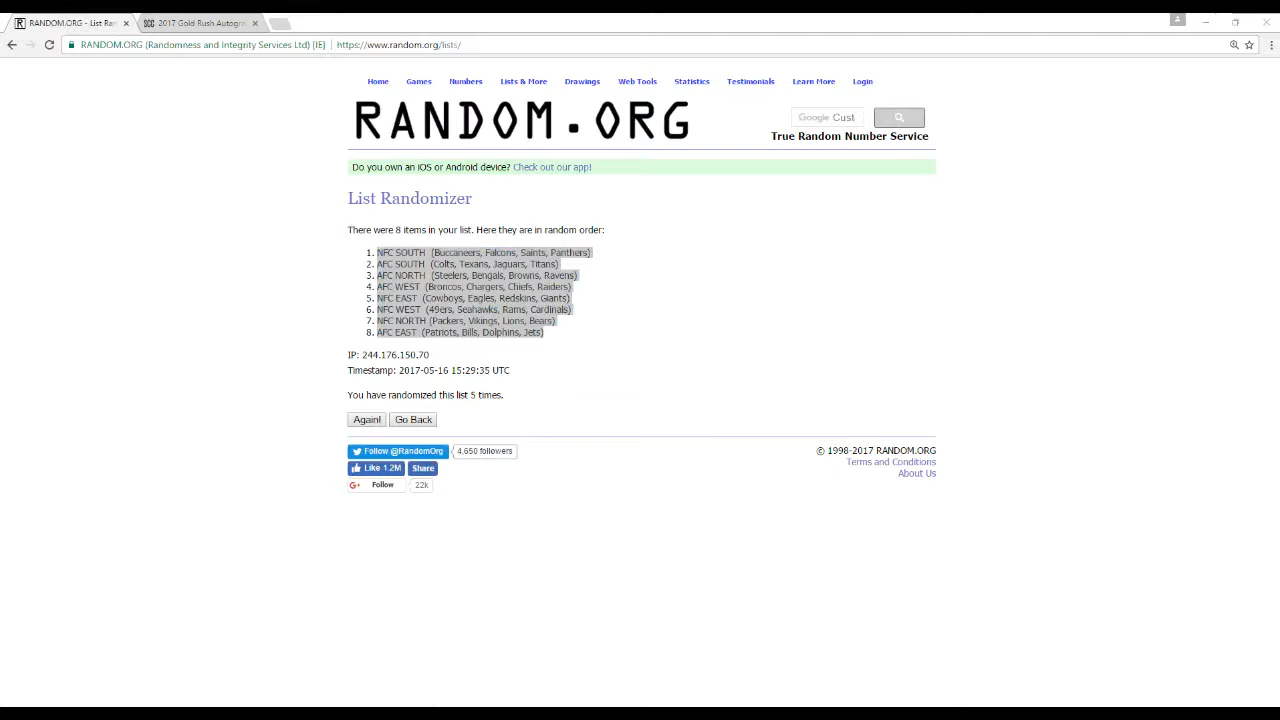 RANDOM.ORG - List Ran
SCC 2017 Gold Rush Autogra
RANDOM.ORG (Randomness and Integrity Services Ltd) [IE] https://www.random.org/lists/
Home Games Numbers Lists & More Drawings Web Tools Statistics Testimonials Learn More Login
RANDOM.ORG
Google Cust
True Random Number Service
Do you own an iOS or Android device? Check out our app!
List Randomizer
There were 8 items in your list. Here they are in random order:
1. NFC SOUTH (Buccaneers, Falcons, Saints, Panthers)
2. AFC SOUTH (Colts, Texans, Jaguars, Titans)
3. AFC NORTH (Steelers, Bengals, Browns, Ravens)
4. AFC WEST (Broncos, Chargers, Chiefs, Raiders)
5. NFC EAST (Cowboys, Eagles, Redskins, Giants)
6. NFC WEST (49ers, Seahawks, Rams, Cardinals)
7. NFC NORTH (Packers, Vikings, Lions, Bears)
8. AFC EAST (Patriots, Bills, Dolphins, Jets)
IP: 244.176.150.70
Timestamp: 2017-05-16 15:29:35 UTC
You have randomized this list 5 times.
Again! Go Back
Follow @RandomOrg 4,650 followers
Like 1.2M Share
G+ Follow 22k
© 1998-2017 RANDOM.ORG
Terms and Conditions
About Us